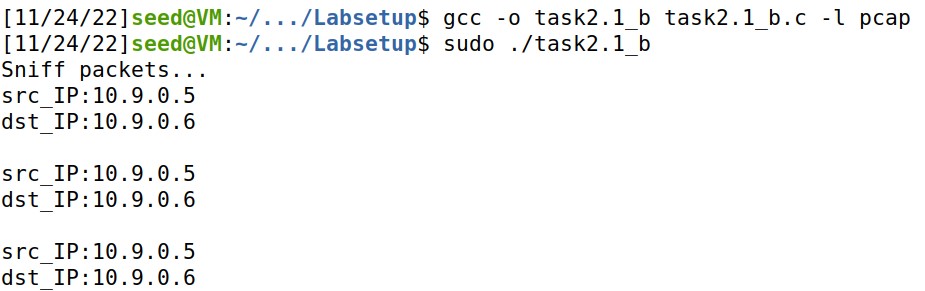 [11/24/22]seed@VM:~/.../Labsetup$ gcc -o task2.1_b task2.1_b.c -l pcap
[11/24/22]seed@VM:~/.../Labsetup$ sudo ./task2.1_b
Sniff packets...
src_IP:10.9.0.5
dst_IP:10.9.0.6

src_IP:10.9.0.5
dst_IP:10.9.0.6

src_IP:10.9.0.5
dst_IP:10.9.0.6